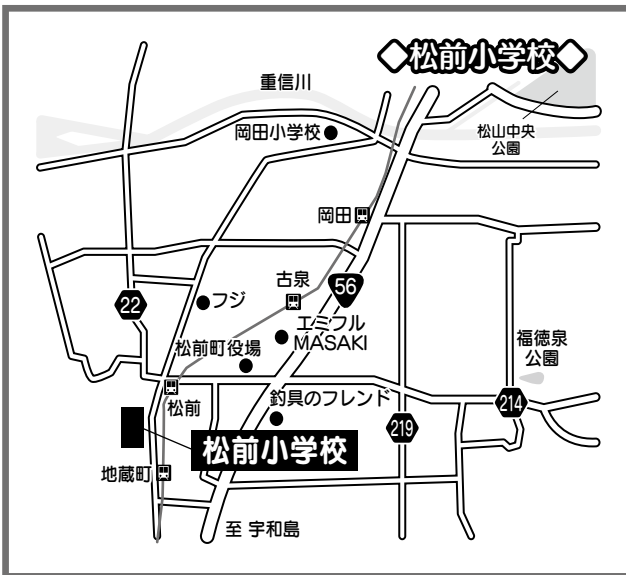 ◆松前小学校◆
重信川
岡田小学校
松山中央
公園
岡田
古泉
56
22
フジ
エミフル
MASAKI
松前町役場
福徳泉
公園
松前
釣具のフレンド
214
219
松前小学校
地蔵町
至 宇和島